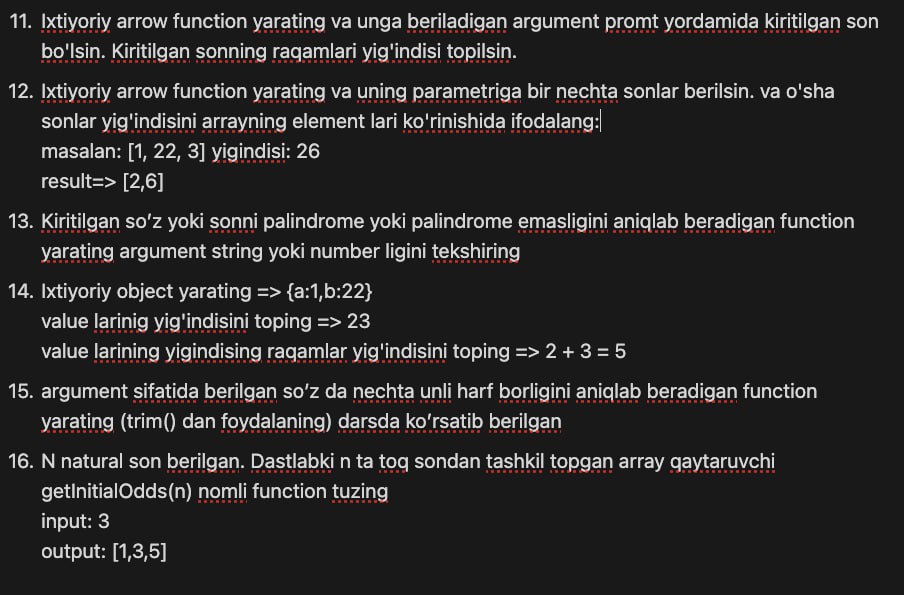 11. Ixtiyoriy arrow function yarating va unga beriladigan argument promt yordamida kiritilgan son
bo'lsin. Kiritilgan sonning raqamlari yig'indisi topilsin.
12. Ixtiyoriy arrow function yarating va uning parametriga bir nechta sonlar berilsin. va o'sha
sonlar yig'indisini arrayning element lari ko'rinishida ifodalang:
masalan: [1, 22, 3] yigindisi: 26
result=> [2,6]
13. Kiritilgan so’z yoki sonni palindrome yoki palindrome emasligini aniqlab beradigan function
yarating argument string yoki number ligini tekshiring
14. Ixtiyoriy object yarating => {a:1,b:22}
value larinig yig'indisini toping => 23
value larining yigindising raqamlar yig'indisini toping => 2 + 3 = 5
15. argument sifatida berilgan so’z da nechta unli harf borligini aniqlab beradigan function
yarating (trim() dan foydalaning) darsda ko’rsatib berilgan
16. N natural son berilgan. Dastlabki n ta toq sondan tashkil topgan array qaytaruvchi
getInitialOdds(n) nomli function tuzing
input: 3
output: [1,3,5]